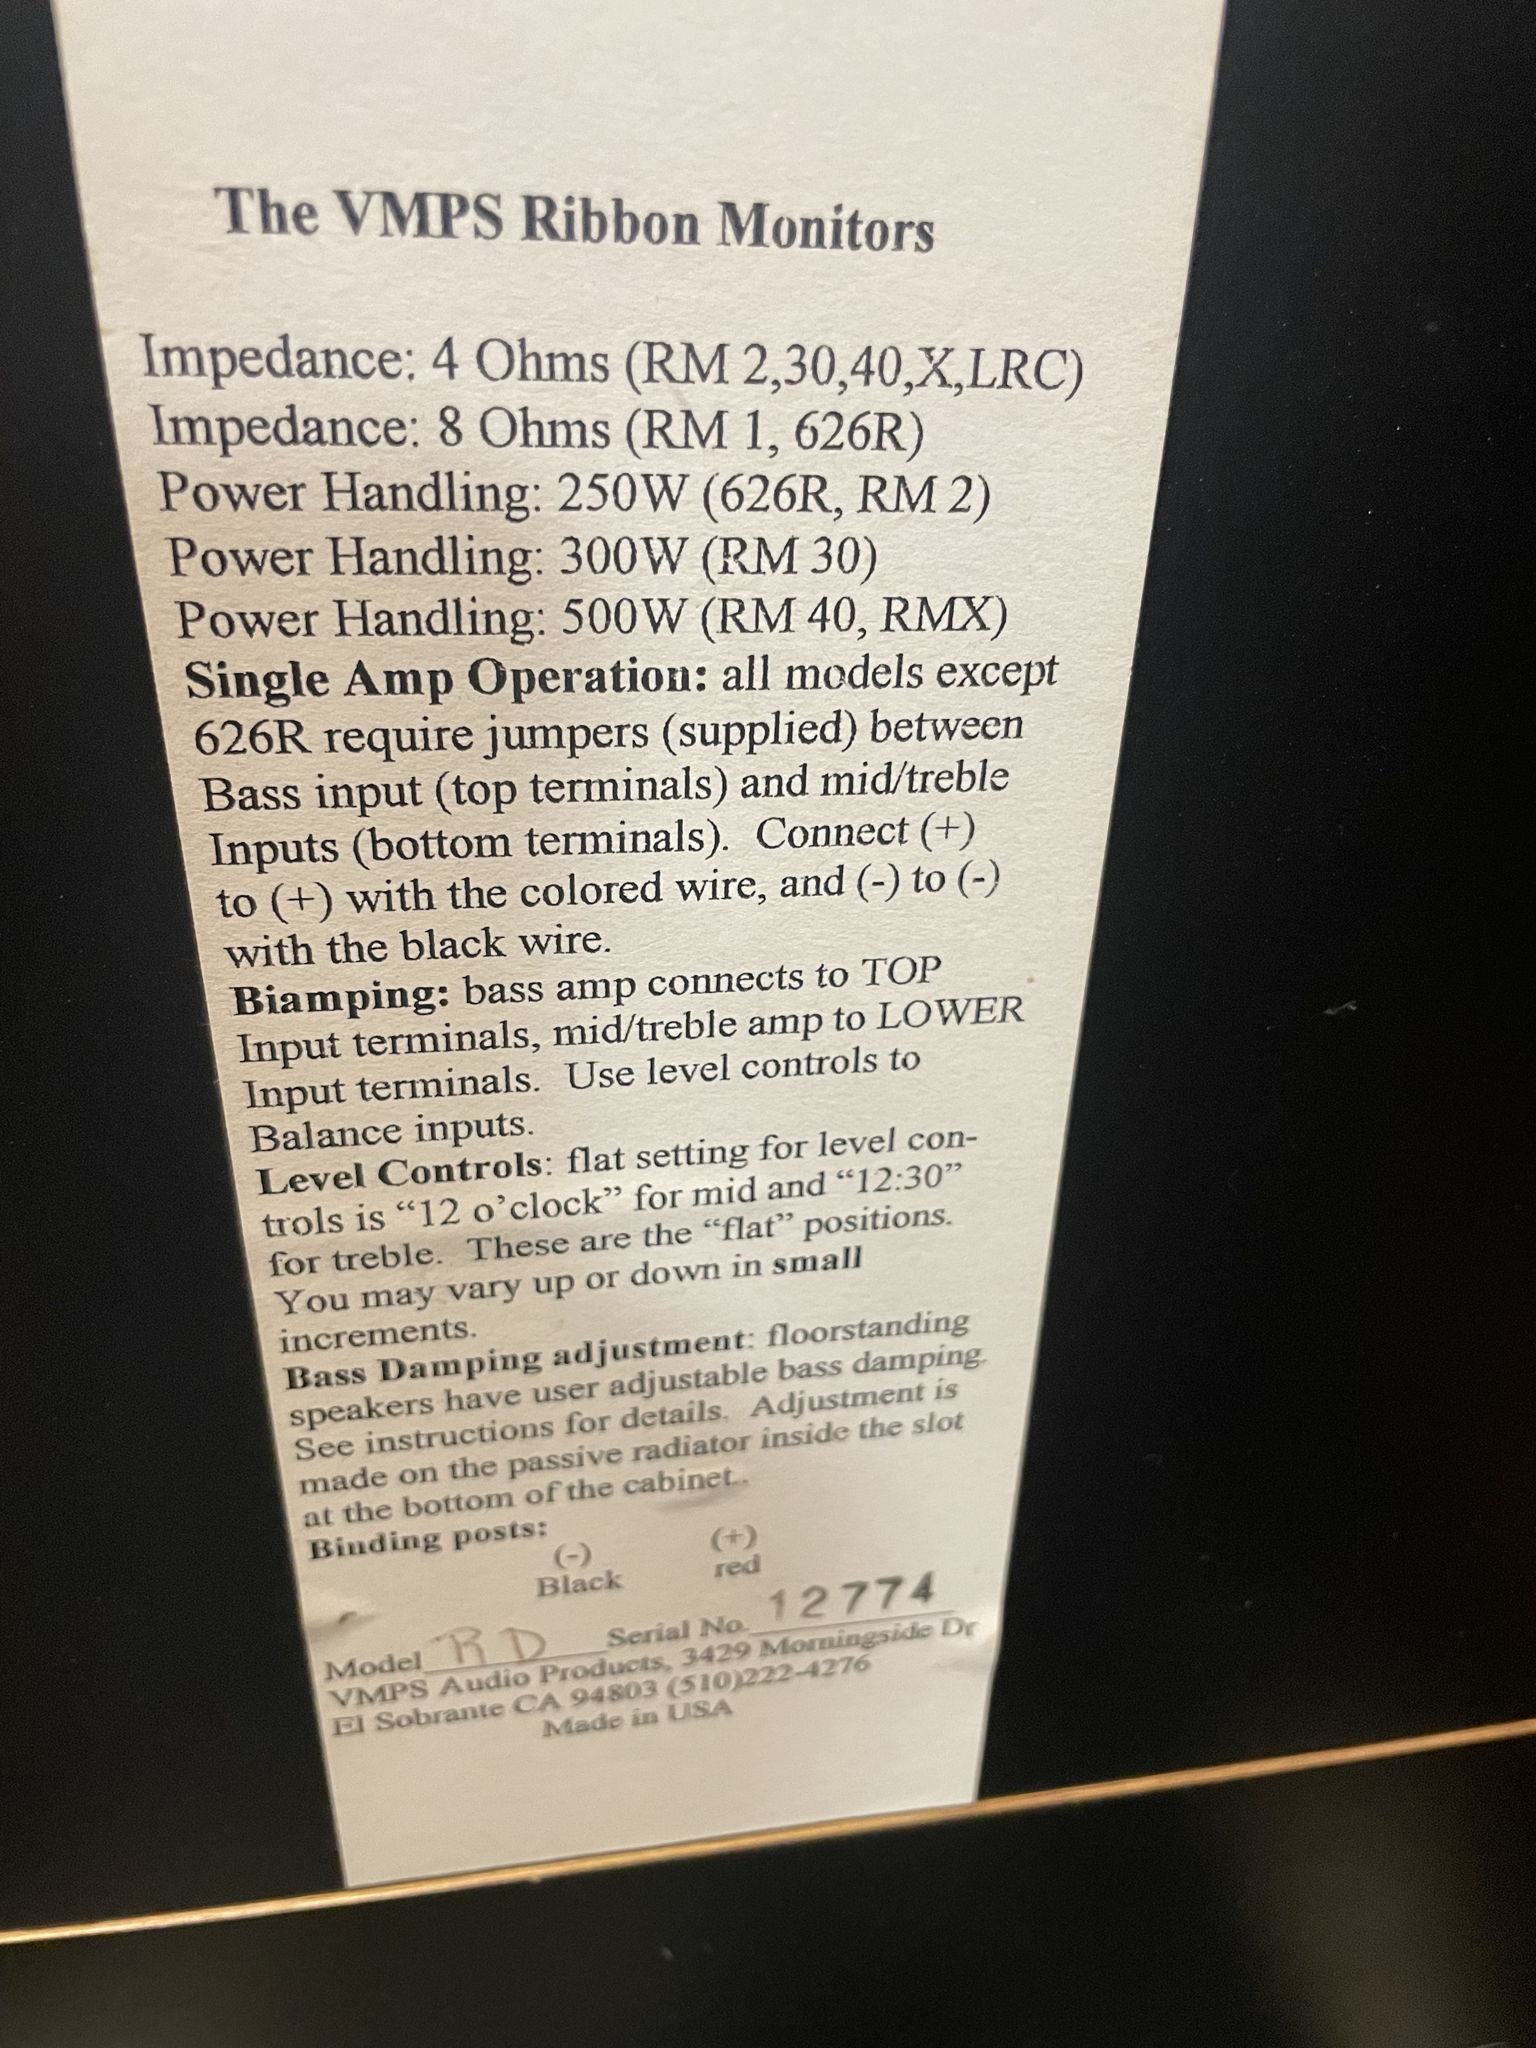 The VMPS Ribbon Monitors
Impedance: 4 Ohms (RM 2,30,40,X,LRC)
Impedance: 8 Ohms (RM 1, 626R)
Power Handling: 250W (626R, RM 2)
Power Handling: 300W (RM 30)
Power Handling: 500W (RM 40, RMX)
Single Amp Operation: all models except
626R require jumpers (supplied) between
Bass input (top terminals) and mid/treble
Inputs (bottom terminals).  Connect (+)
to (+) with the colored wire, and (-) to (-)
with the black wire.
Biamping: bass amp connects to TOP
Input terminals, mid/treble amp to LOWER
Input terminals.  Use level controls to
Balance inputs.
Level Controls: flat setting for level con-
trols is “12 o’clock” for mid and “12:30”
for treble.  These are the “flat” positions.
You may vary up or down in small
increments.
Bass Damping adjustment: floorstanding
speakers have user adjustable bass damping.
See instructions for details.  Adjustment is
made on the passive radiator inside the slot
at the bottom of the cabinet..
Binding posts:
(-) (+)
Black red
Model RD Serial No. 12774
VMPS Audio Products, 3429 Morningside Dr
El Sobrante CA 94803 (510)222-4276
Made in USA